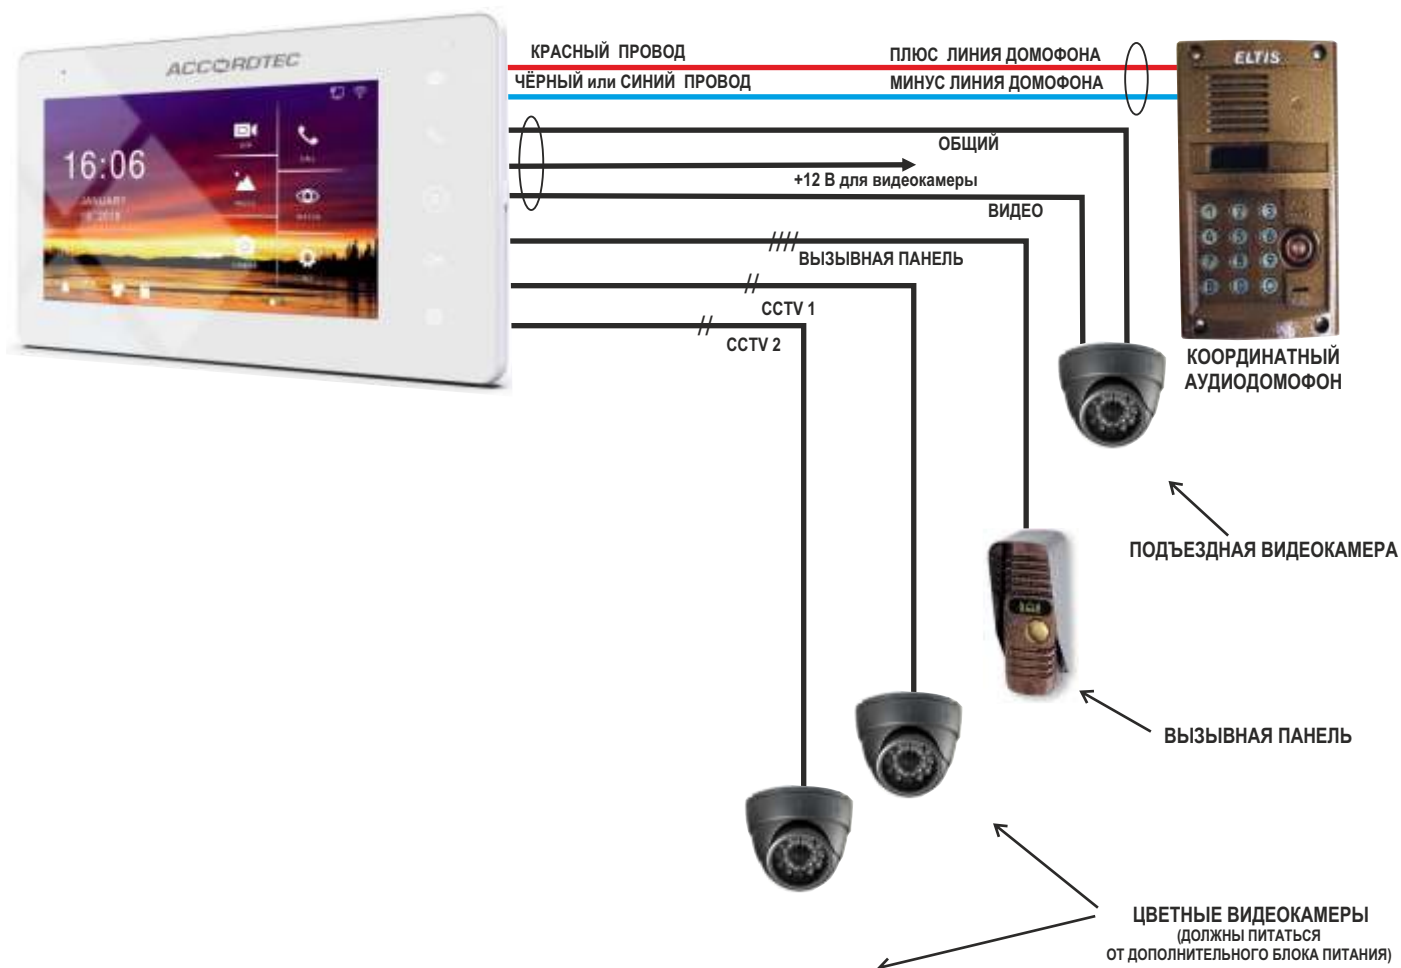 ACCORDTEC
16:06
JANUARY
CALL
КРАСНЫЙ ПРОВОД
ПЛЮС ЛИНИЯ ДОМОФОНА
ЧЁРНЫЙ или СИНИЙ ПРОВОД
МИНУС ЛИНИЯ ДОМОФОНА
ELTIS
ОБЩИЙ
+12 В для видеокамеры
ВИДЕО
ВЫЗЫВНАЯ ПАНЕЛЬ
CCTV 1
CCTV 2
КООРДИНАТНЫЙ
АУДИОДОМОФОН
ПОДЪЕЗДНАЯ ВИДЕОКАМЕРА
ВЫЗЫВНАЯ ПАНЕЛЬ
ЦВЕТНЫЕ ВИДЕОКАМЕРЫ
(ДОЛЖНЫ ПИТАТЬСЯ
ОТ ДОПОЛНИТЕЛЬНОГО БЛОКА ПИТАНИЯ)